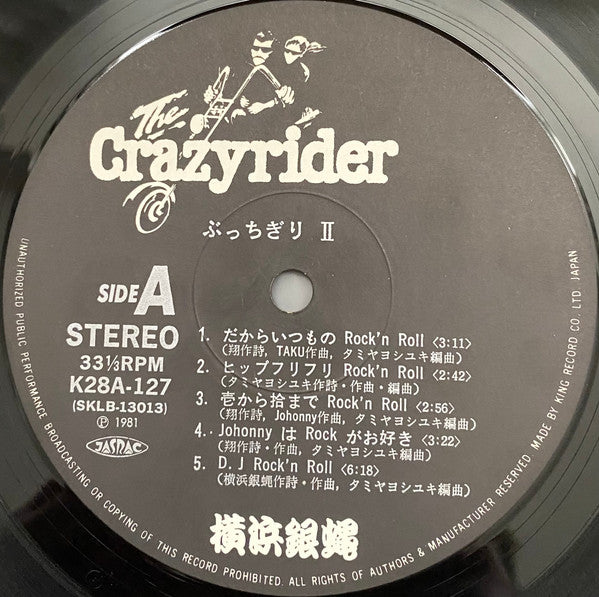 The
Crazyrider
ぶっちぎり Ⅱ
SIDE A
STEREO
33⅓RPM
K28A-127
(SKLB-13013)
Ⓟ 1981
JASRAC
1. だからいつもの Rock'n Roll〈3:11〉
(翔作詩, TAKU作曲, タミヤヨシユキ編曲)
2. ヒップフリフリ Rock'n Roll〈2:42〉
(タミヤヨシユキ作詩・作曲・編曲)
3. 壱から拾まで Rock'n Roll〈2:56〉
(翔作詩, Johonny作曲, タミヤヨシユキ編曲)
4. Johonny は Rock がお好き〈3:22〉
(翔作詩・作曲, タミヤヨシユキ編曲)
5. D.J Rock'n Roll〈6:18〉
(横浜銀蝿作詩・作曲, タミヤヨシユキ編曲)
横浜銀蝿
UNAUTHORIZED PUBLIC PERFORMANCE BROADCASTING OR COPYING OF THIS RECORD PROHIBITED. ALL RIGHTS OF AUTHORS & MANUFACTURER RESERVED. MADE BY KING RECORD CO. LTD. JAPAN